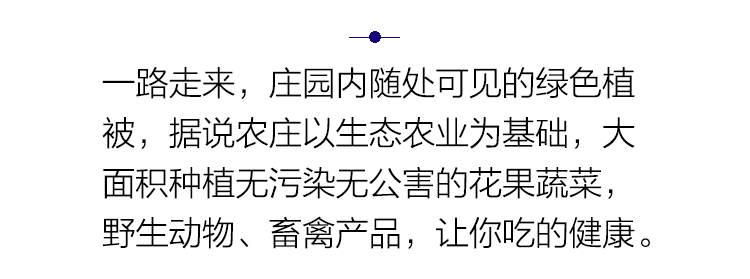 一路走来，庄园内随处可见的绿色植
被，据说农庄以生态农业为基础，大
面积种植无污染无公害的花果蔬菜，
野生动物、畜禽产品，让你吃的健康。